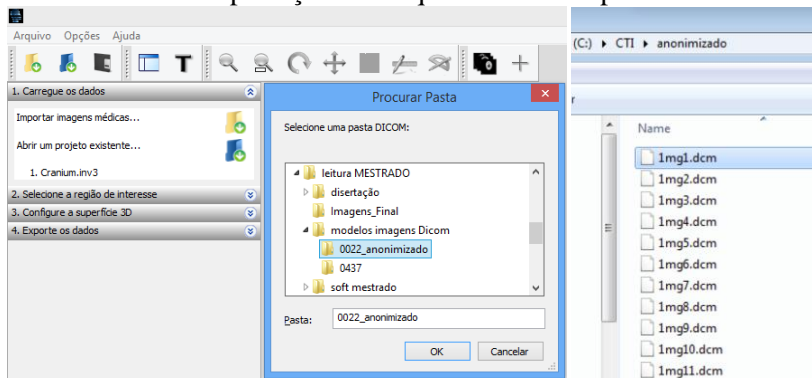 Arquivo Opções Ajuda
T
1. Carregue os dados
Importar imagens médicas...
Abrir um projeto existente...
1. Cranium.inv3
2. Selecione a região de interesse
3. Configure a superfície 3D
4. Exporte os dados
Procurar Pasta
Selecione uma pasta DICOM:
leitura MESTRADO
disertação
Imagens_Final
modelos imagens Dicom
0022_anonimizado
0437
soft mestrado
Pasta: 0022_anonimizado
OK Cancelar
(C:) CTI anonimizado
Name
1mg1.dcm
1mg2.dcm
1mg3.dcm
1mg4.dcm
1mg5.dcm
1mg6.dcm
1mg7.dcm
1mg8.dcm
1mg9.dcm
1mg10.dcm
1mg11.dcm